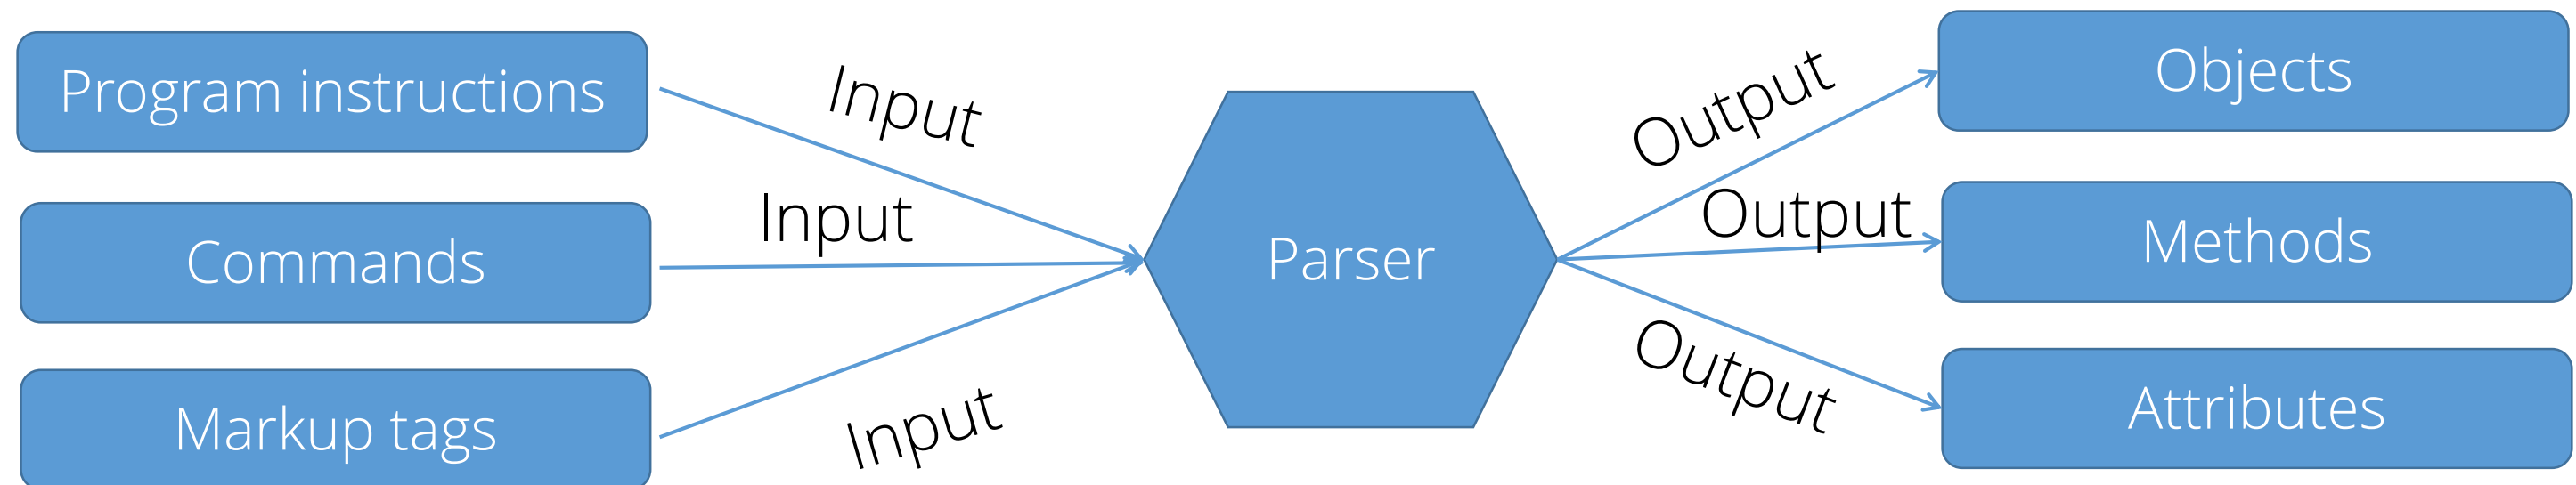 Program instructions
Commands
Markup tags
Input
Input
Input
Parser
Output
Output
Output
Objects
Methods
Attributes